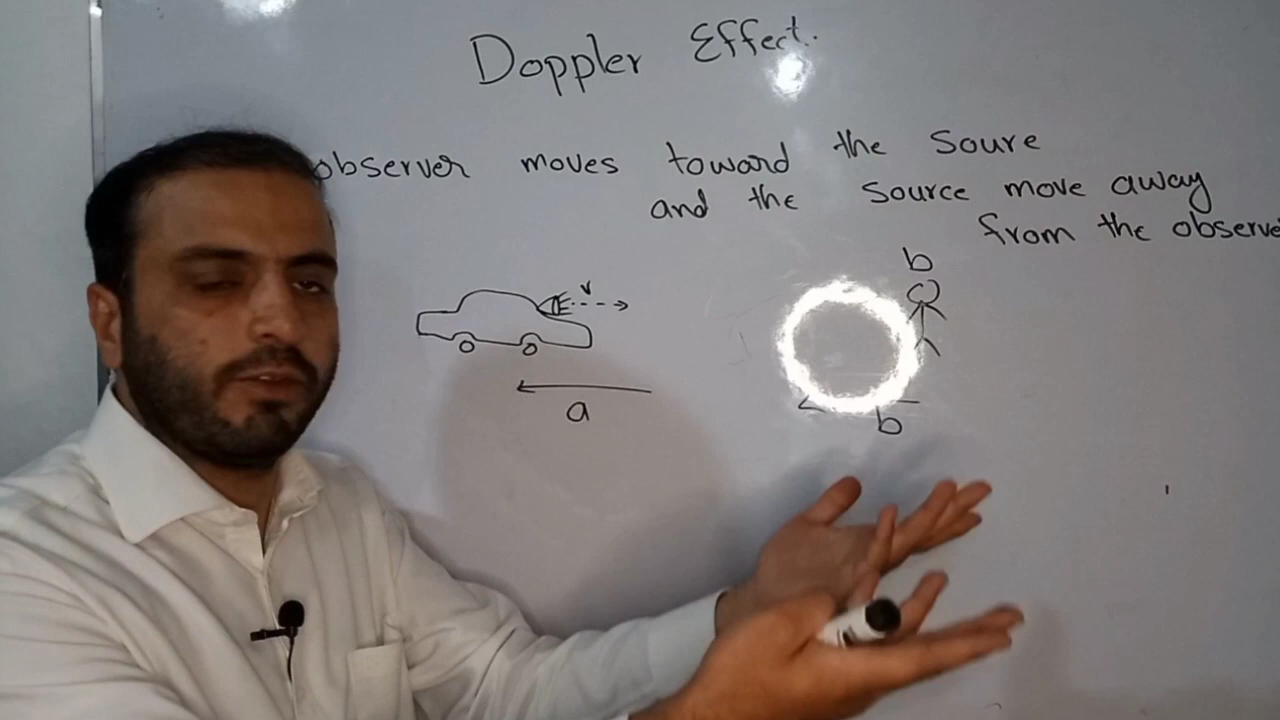 Doppler Effect.
observer moves toward the Soure
and the Source move away
from the observe
b
v
a
b